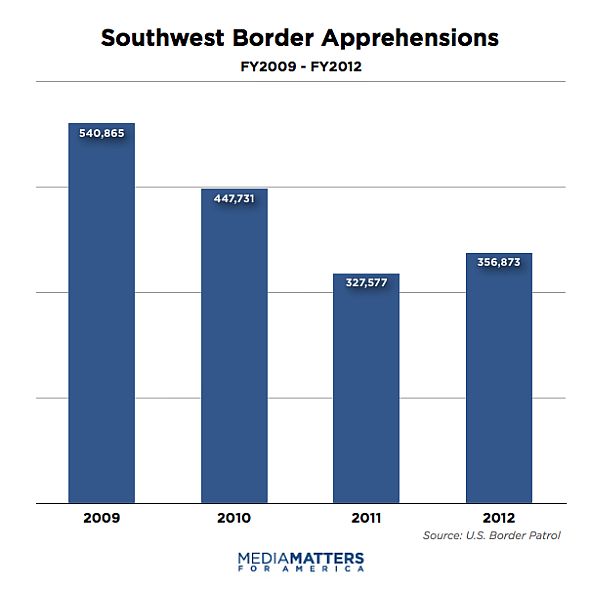 Southwest Border Apprehensions
FY2009 - FY2012
540,865
447,731
327,577
356,873
2009 2010 2011 2012
Source: U.S. Border Patrol
MEDIAMATTERS
FOR AMERICA